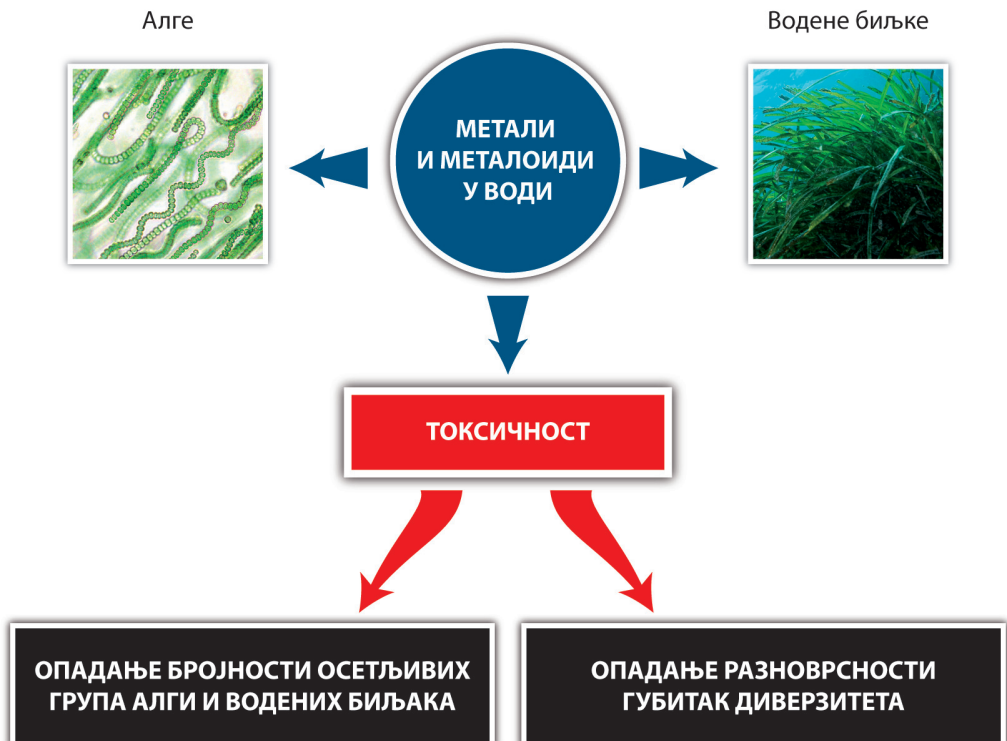 Алге
Водене биљке
МЕТАЛИ
И МЕТАЛОИДИ
У ВОДИ
ТОКСИЧНОСТ
ОПАДАЊЕ БРОЈНОСТИ ОСЕТЉИВИХ
ГРУПА АЛГИ И ВОДЕНИХ БИЉАКА
ОПАДАЊЕ РАЗНОВРСНОСТИ
ГУБИТАК ДИВЕРЗИТЕТА